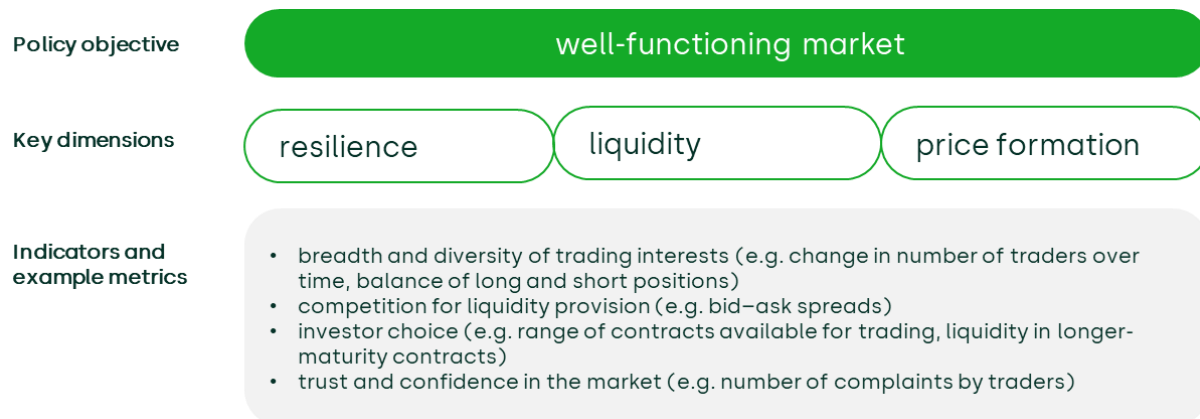 Policy objective
well-functioning market
Key dimensions
resilience
liquidity
price formation
Indicators and
example metrics
• breadth and diversity of trading interests (e.g. change in number of traders over
time, balance of long and short positions)
• competition for liquidity provision (e.g. bid–ask spreads)
• investor choice (e.g. range of contracts available for trading, liquidity in longer-
maturity contracts)
• trust and confidence in the market (e.g. number of complaints by traders)